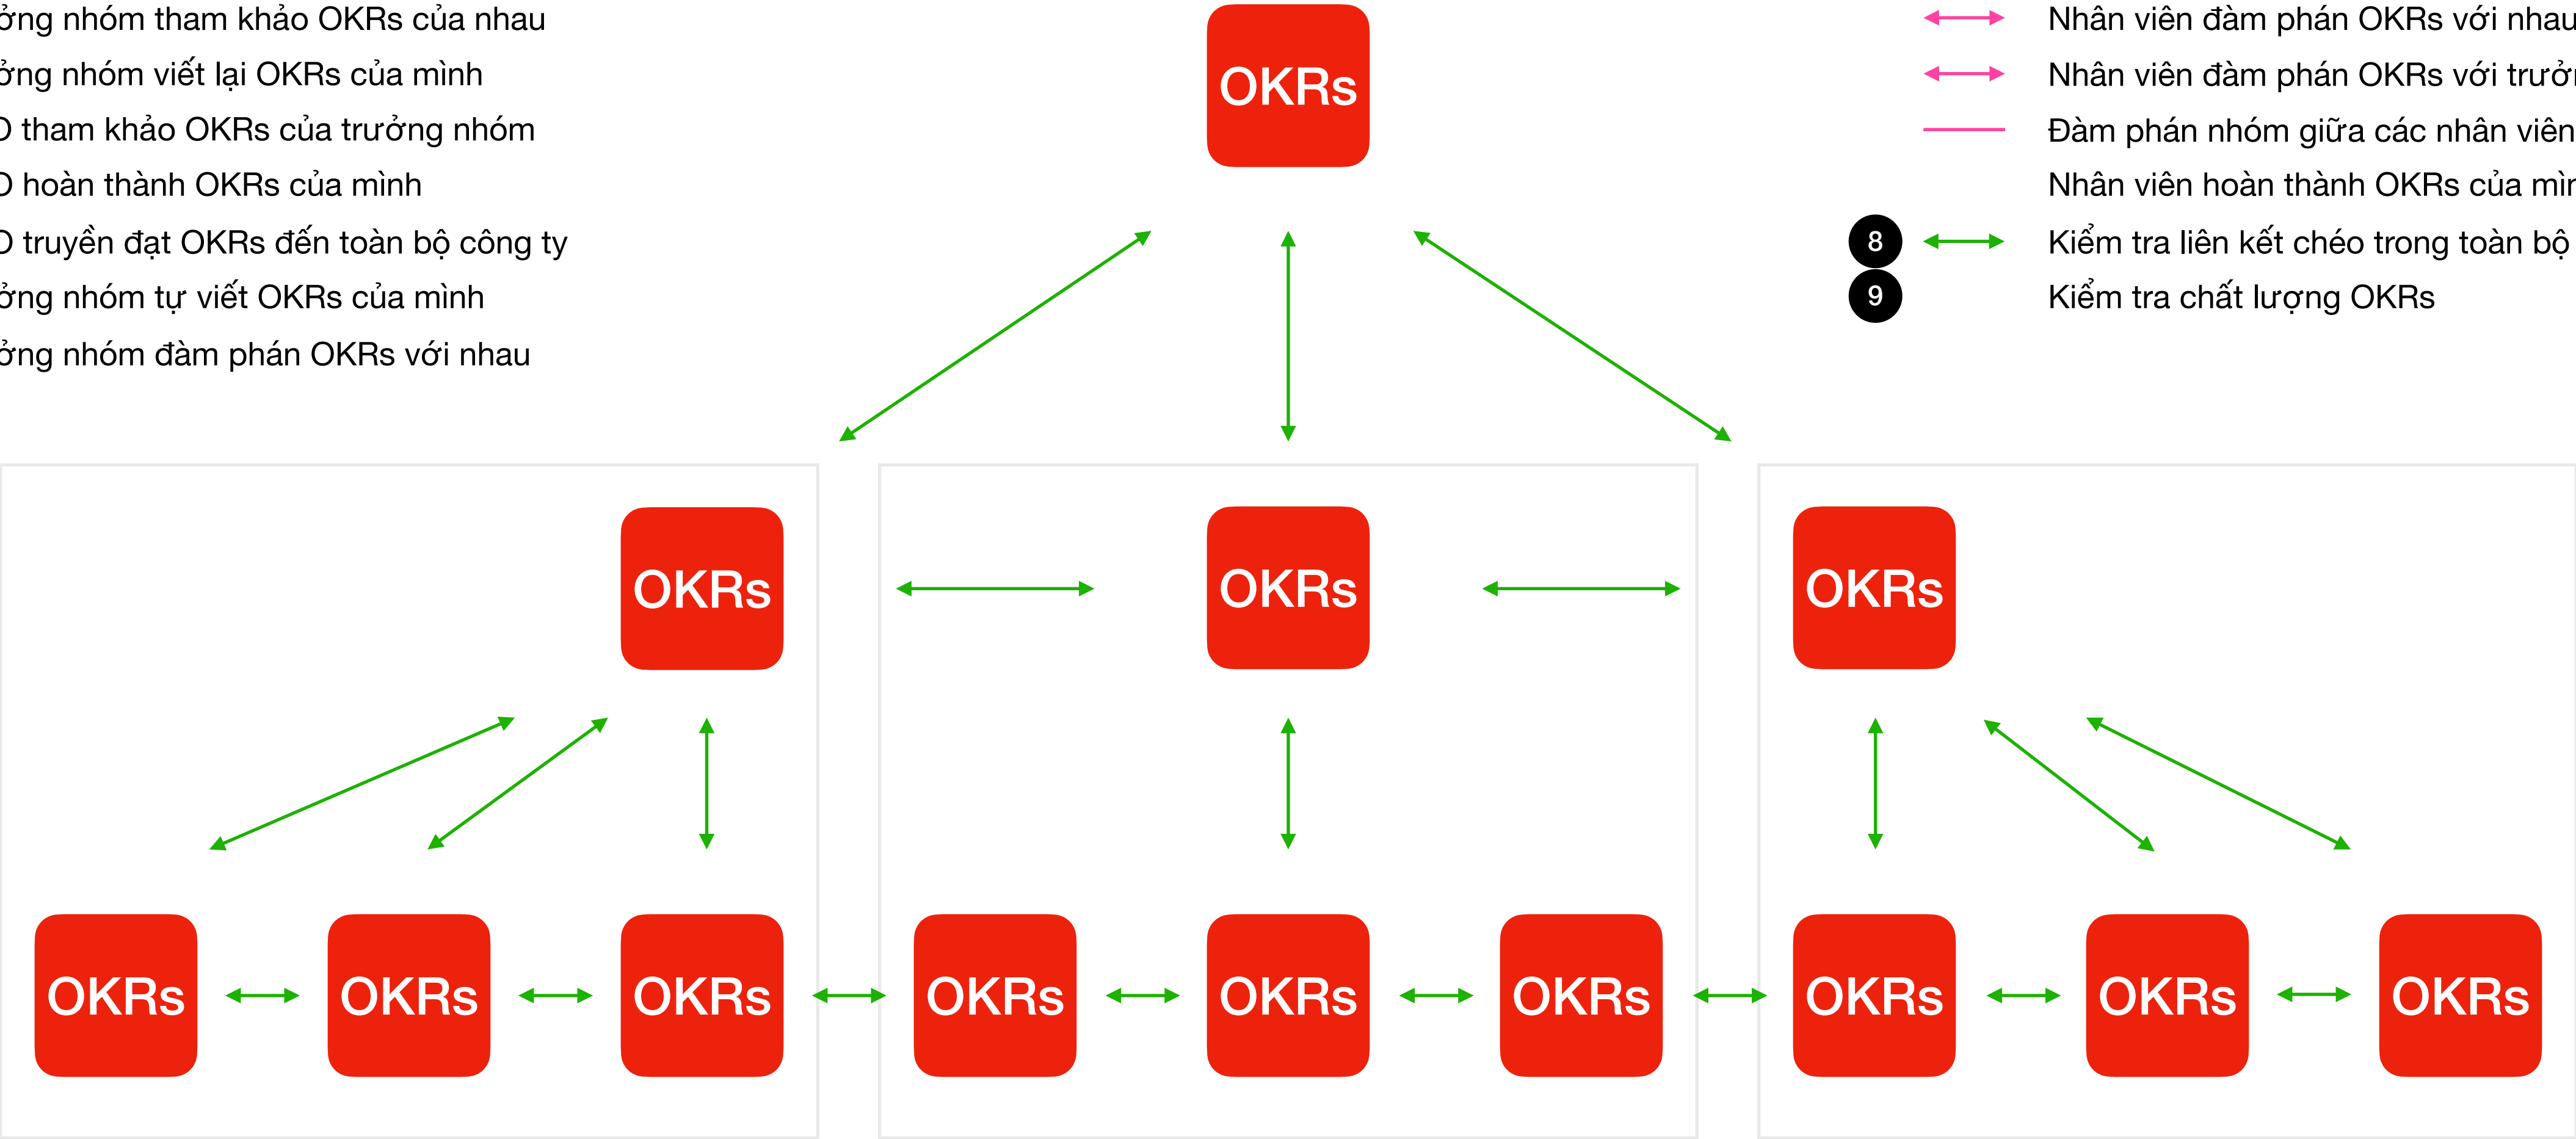 ởng nhóm tham khảo OKRs của nhau
ởng nhóm viết lại OKRs của mình
O tham khảo OKRs của trưởng nhóm
O hoàn thành OKRs của mình
O truyền đạt OKRs đến toàn bộ công ty
ởng nhóm tự viết OKRs của mình
ởng nhóm đàm phán OKRs với nhau
OKRs
Nhân viên đàm phán OKRs với nhau
Nhân viên đàm phán OKRs với
Đàm phán nhóm giữa các nhân viên
Nhân viên hoàn thành OKRs của
8 Kiểm tra liên kết chéo trong toàn bộ
9 Kiểm tra chất lượng OKRs
OKRs OKRs OKRs
OKRs OKRs OKRs OKRs OKRs OKRs OKRs OKRs OKRs